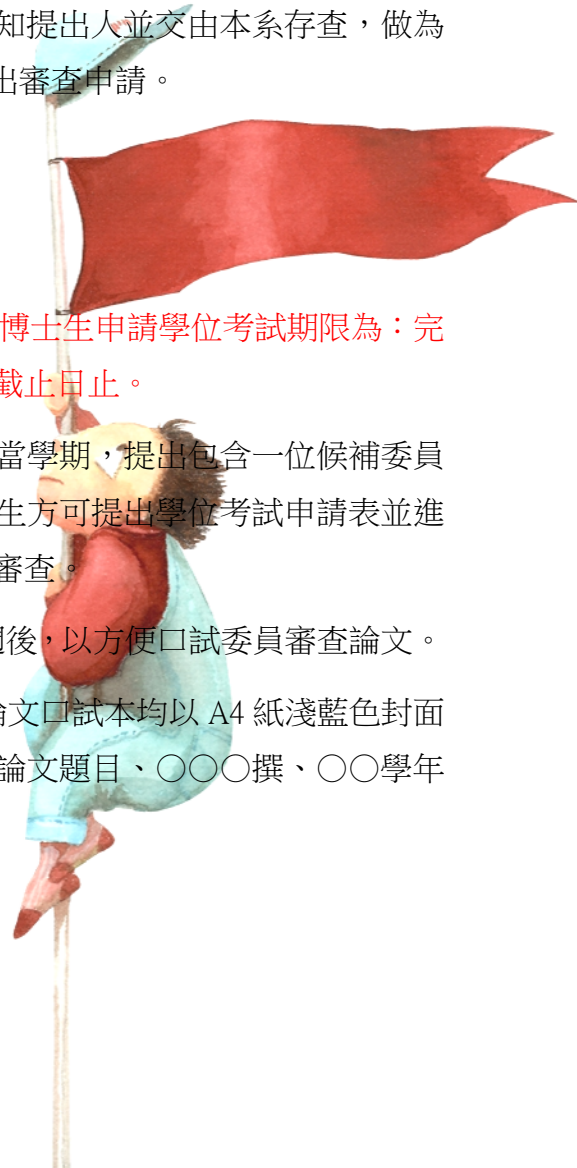 知提出人並交由本系存查，做為
出審查申請。
博士生申請學位考試期限為：完
截止日止。
當學期，提出包含一位候補委員
生方可提出學位考試申請表並進
審查。
後，以方便口試委員審查論文。
論文口試本均以 A4 紙淺藍色封面
論文題目、○○○撰、○○學年